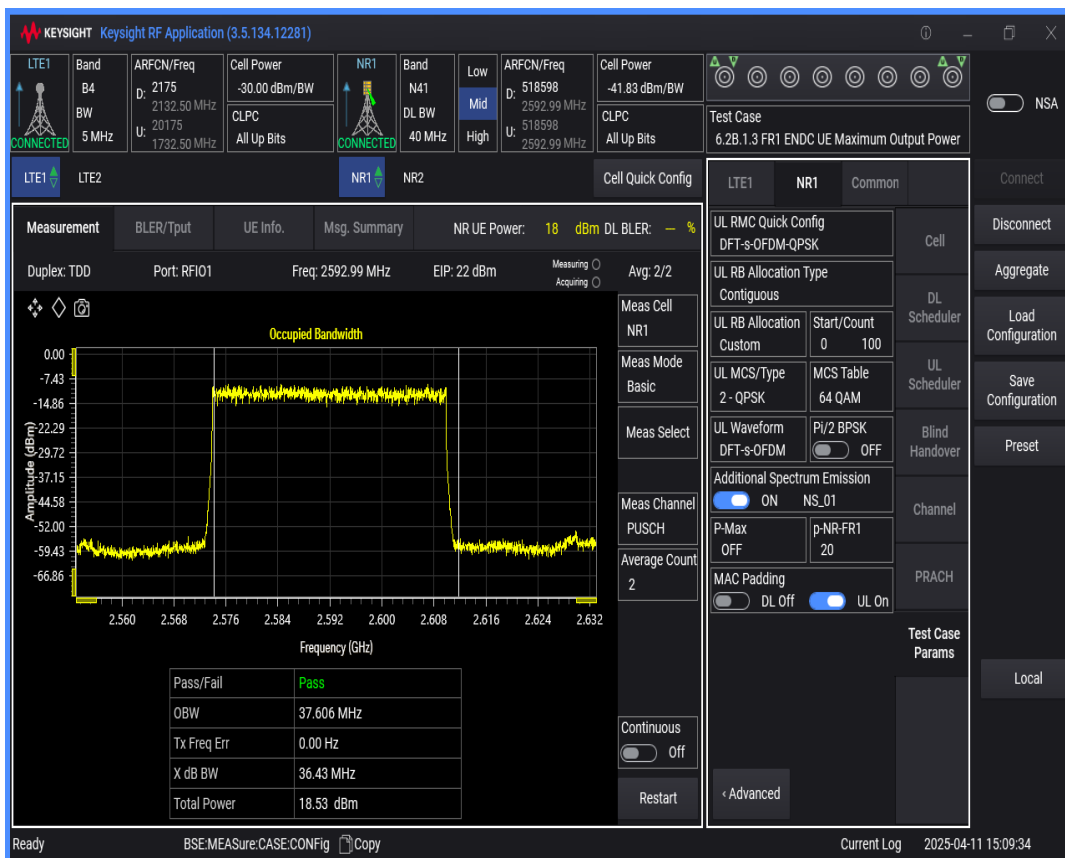 KEYSIGHT Keysight RF Application (3.5.134.12281)
LTE1 Band ARFCN/Freq Cell Power NR1 Band Low ARFCN/Freq Cell Power
B4 D: 2175 -30.00 dBm/BW N41 D: 518598 -41.83 dBm/BW
2132.50 MHz Mid 2592.99 MHz NSA
BW CLPC DL BW CLPC Test Case
CONNECTED 5 MHz U: 20175 All Up Bits CONNECTED 40 MHz High U: 518598 All Up Bits 6.2B.1.3 FR1 ENDC UE Maximum Output Power
1732.50 MHz 2592.99 MHz
LTE1 LTE2 NR1 NR2 Cell Quick Config LTE1 NR1 Common Connect
Measurement BLER/Tput UE Info. Msg. Summary NR UE Power: 18 dBm DL BLER: — %
Duplex: TDD Port: RFIO1 Freq: 2592.99 MHz EIP: 22 dBm Measuring Acquiring Avg: 2/2
Occupied Bandwidth
Amplitude (dBm)
0.00
-7.43
-14.86
-22.29
-29.72
-37.15
-44.58
-52.00
-59.43
-66.86
2.560 2.568 2.576 2.584 2.592 2.600 2.608 2.616 2.624 2.632
Frequency (GHz)
Pass/Fail Pass
OBW 37.606 MHz
Tx Freq Err 0.00 Hz
X dB BW 36.43 MHz
Total Power 18.53 dBm
Meas Cell
NR1
Meas Mode
Basic
Meas Select
Meas Channel
PUSCH
Average Count
2
Continuous
Off
Restart
UL RMC Quick Config
DFT-s-OFDM-QPSK
UL RB Allocation Type
Contiguous
UL RB Allocation Start/Count
Custom 0 100
UL MCS/Type MCS Table
2 - QPSK 64 QAM
UL Waveform Pi/2 BPSK
DFT-s-OFDM OFF
Additional Spectrum Emission
ON NS_01
P-Max p-NR-FR1
OFF 20
MAC Padding
DL Off UL On
‹ Advanced
Cell
DL
Scheduler
UL
Scheduler
Blind
Handover
Channel
PRACH
Test Case
Params
Disconnect
Aggregate
Load
Configuration
Save
Configuration
Preset
Local
Ready BSE:MEASure:CASE:CONFig Copy Current Log 2025-04-11 15:09:34